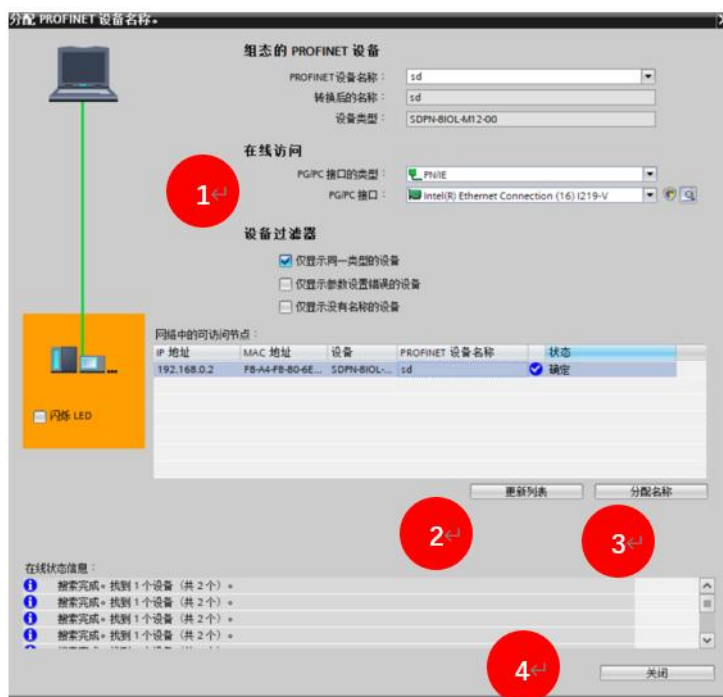 分配 PROFINET 设备名称。
组态的 PROFINET 设备
PROFINET 设备名称： sd
转换后的名称： sd
设备类型： SDPN-8IOL-M12-00
在线访问
PG/PC 接口的类型： PN/IE
PG/PC 接口： Intel(R) Ethernet Connection (16) I219-V
1
设备过滤器
仅显示同一类型的设备
仅显示参数设置错误的设备
仅显示没有名称的设备
网络中的可访问节点：
IP 地址 MAC 地址 设备 PROFINET 设备名称 状态
192.168.0.2 F8-A4-FB-80-6E... SDPN-8IOL-... sd 确定
闪烁 LED
更新列表 分配名称
2 3
在线状态信息：
搜索完成。找到 1 个设备（共 2 个）。
搜索完成。找到 1 个设备（共 2 个）。
搜索完成。找到 1 个设备（共 2 个）。
搜索完成。找到 1 个设备（共 2 个）。
4
关闭